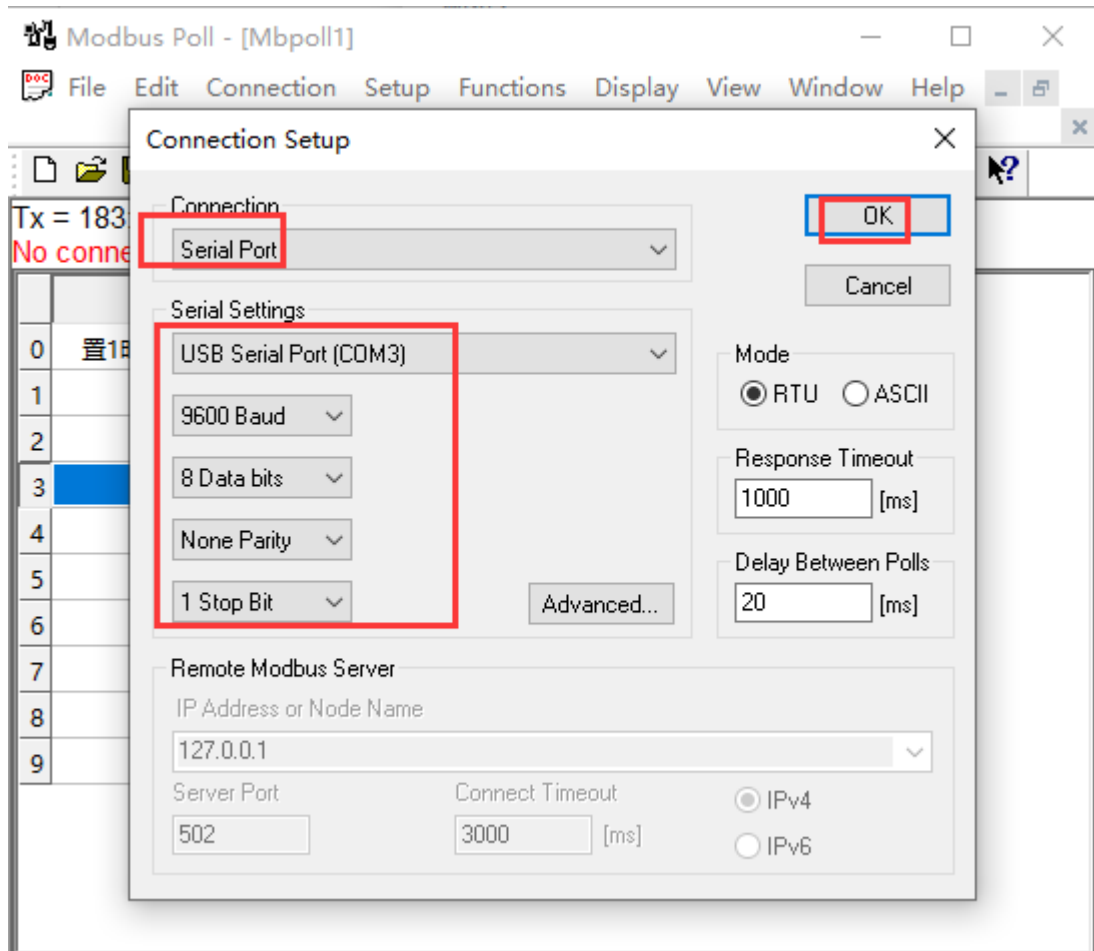 Modbus Poll - [Mbpoll1]
File Edit Connection Setup Functions Display View Window Help
Connection Setup
Tx = 183
No conne
Connection
Serial Port
OK
Cancel
Serial Settings
USB Serial Port (COM3)
9600 Baud
8 Data bits
None Parity
1 Stop Bit
Advanced...
Mode
RTU ASCII
Response Timeout
1000 [ms]
Delay Between Polls
20 [ms]
Remote Modbus Server
IP Address or Node Name
127.0.0.1
Server Port
502
Connect Timeout
3000 [ms]
IPv4
IPv6
0 置1
1
2
3
4
5
6
7
8
9